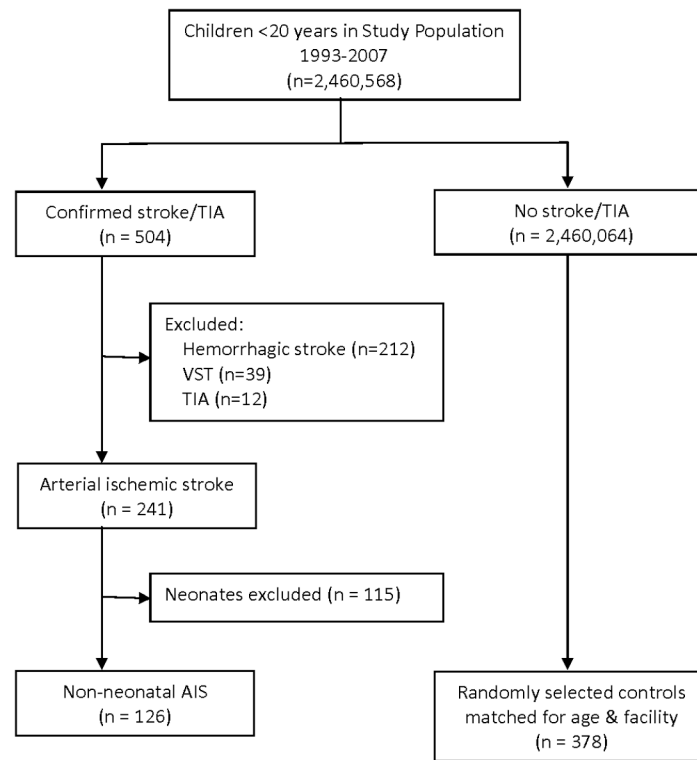 Children <20 years in Study Population
1993-2007
(n=2,460,568)
Confirmed stroke/TIA
(n = 504)
No stroke/TIA
(n = 2,460,064)
Excluded:
Hemorrhagic stroke (n=212)
VST (n=39)
TIA (n=12)
Arterial ischemic stroke
(n = 241)
Neonates excluded (n = 115)
Non-neonatal AIS
(n = 126)
Randomly selected controls
matched for age & facility
(n = 378)